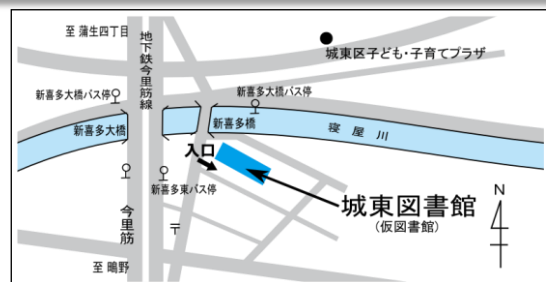 至 蒲生四丁目
地下鉄今里筋線
城東区子ども・子育てプラザ
新喜多大橋バス停
新喜多大橋バス停
新喜多大橋
新喜多橋
寝屋川
入口
新喜多東バス停
城東図書館
(仮図書館)
N
今里筋
〒
至 鴫野